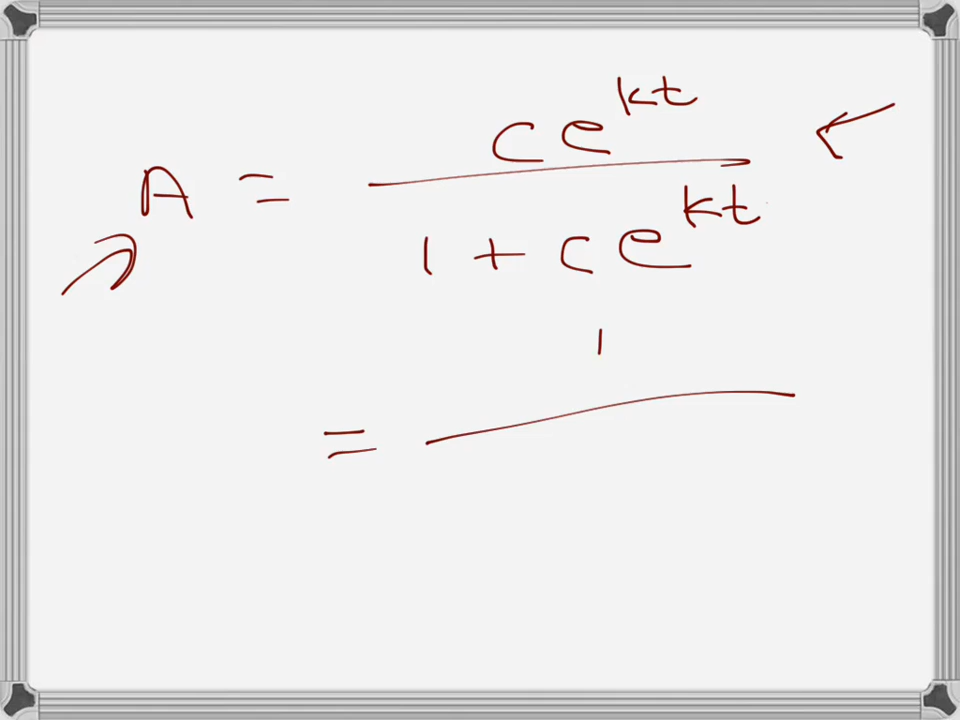 A = ce^kt
1 + ce^kt
= 1